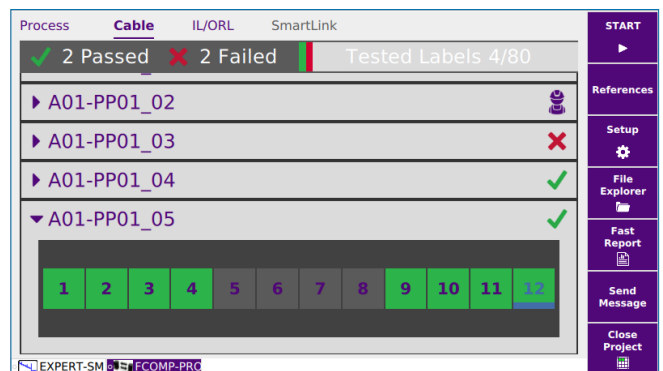 Process Cable IL/ORL SmartLink
2 Passed 2 Failed Tested Labels 4/80
A01-PP01_02
A01-PP01_03
A01-PP01_04
A01-PP01_05
1 2 3 4 5 6 7 8 9 10 11 12
EXPERT-SM FCOMP-PRO
START
References
Setup
File
Explorer
Fast
Report
Send
Message
Close
Project